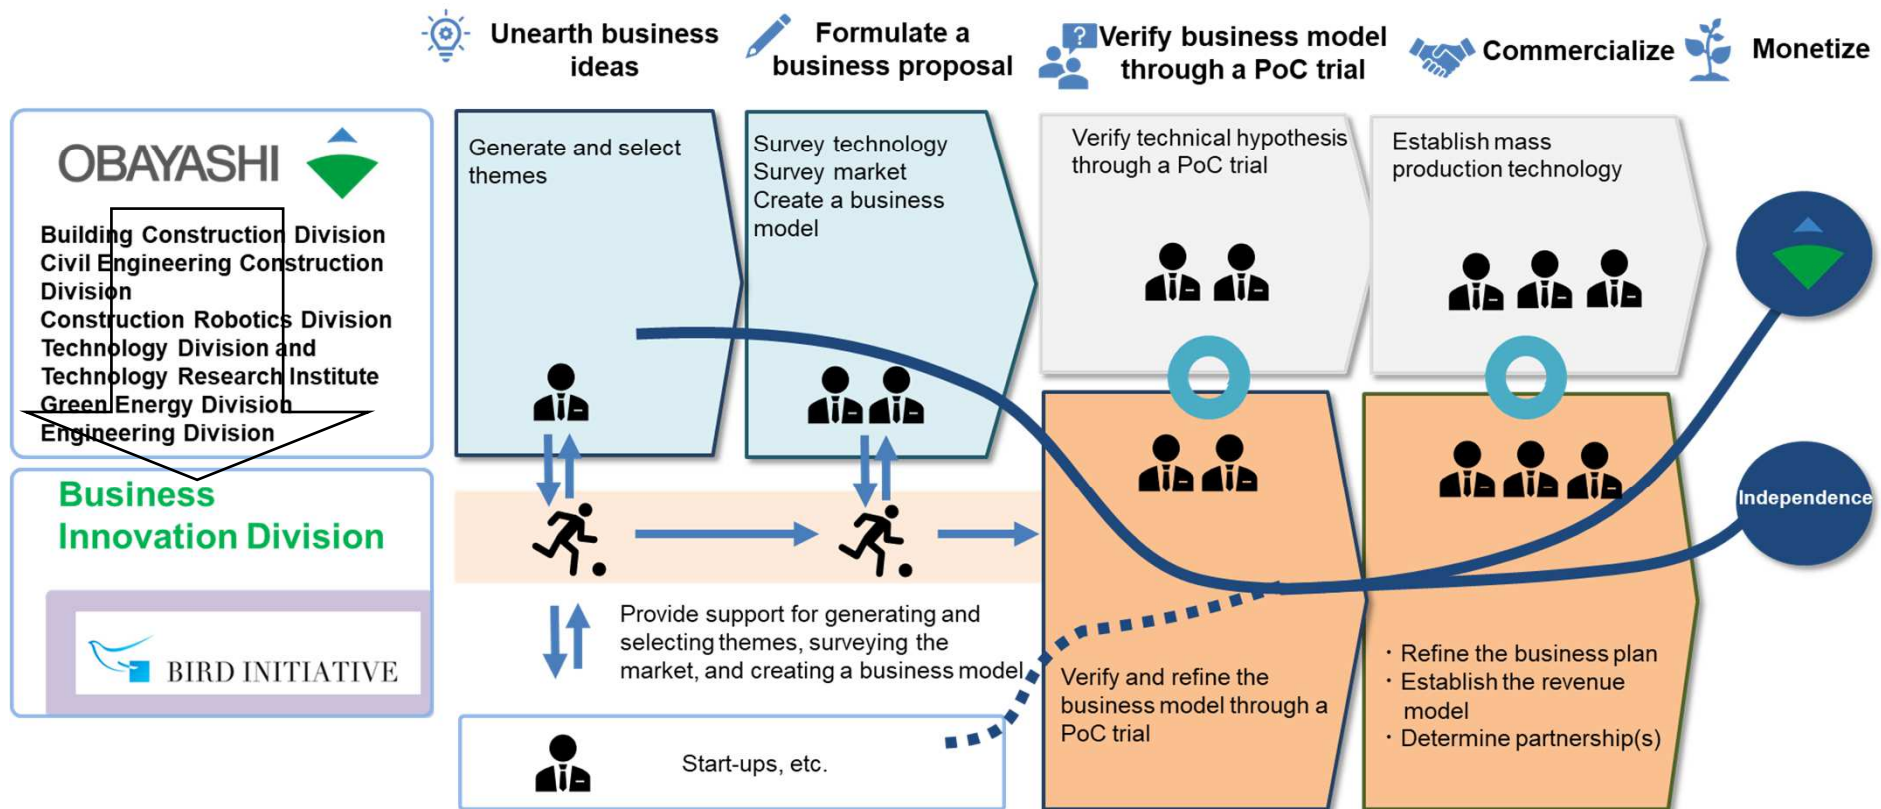 Unearth business
ideas
Formulate a
business proposal
?
Verify business model
through a PoC trial
Commercialize
Monetize
OBAYASHI
Building Construction Division
Civil Engineering Construction
Division
Construction Robotics Division
Technology Division and
Technology Research Institute
Green Energy Division
Engineering Division
Business
Innovation Division
BIRD INITIATIVE
Generate and select
themes
Survey technology
Survey market
Create a business
model
Verify technical hypothesis
through a PoC trial
Establish mass
production technology
Provide support for generating and
selecting themes, surveying the
market, and creating a business model
Start-ups, etc.
Verify and refine the
business model through a
PoC trial
・Refine the business plan
・Establish the revenue
model
・Determine partnership(s)
Independence